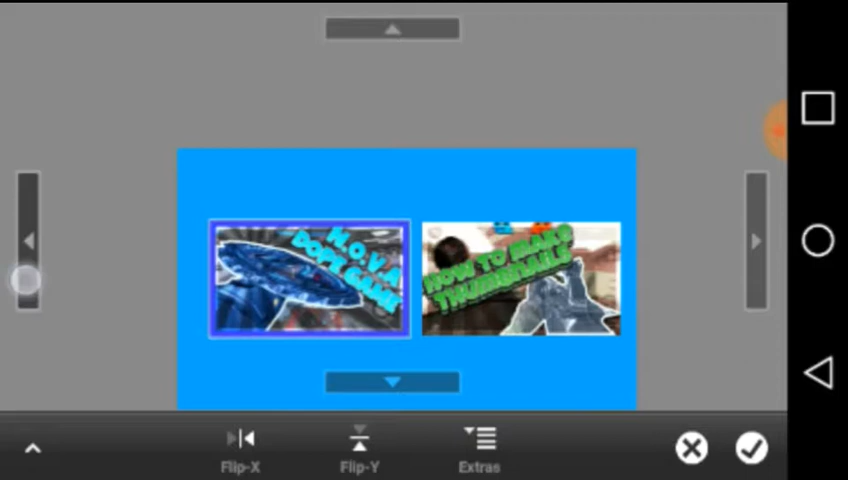 M.O.V.A
DOPE GAME
HOW TO MAKE
THUMBNAILS
Flip-X
Flip-Y
Extras